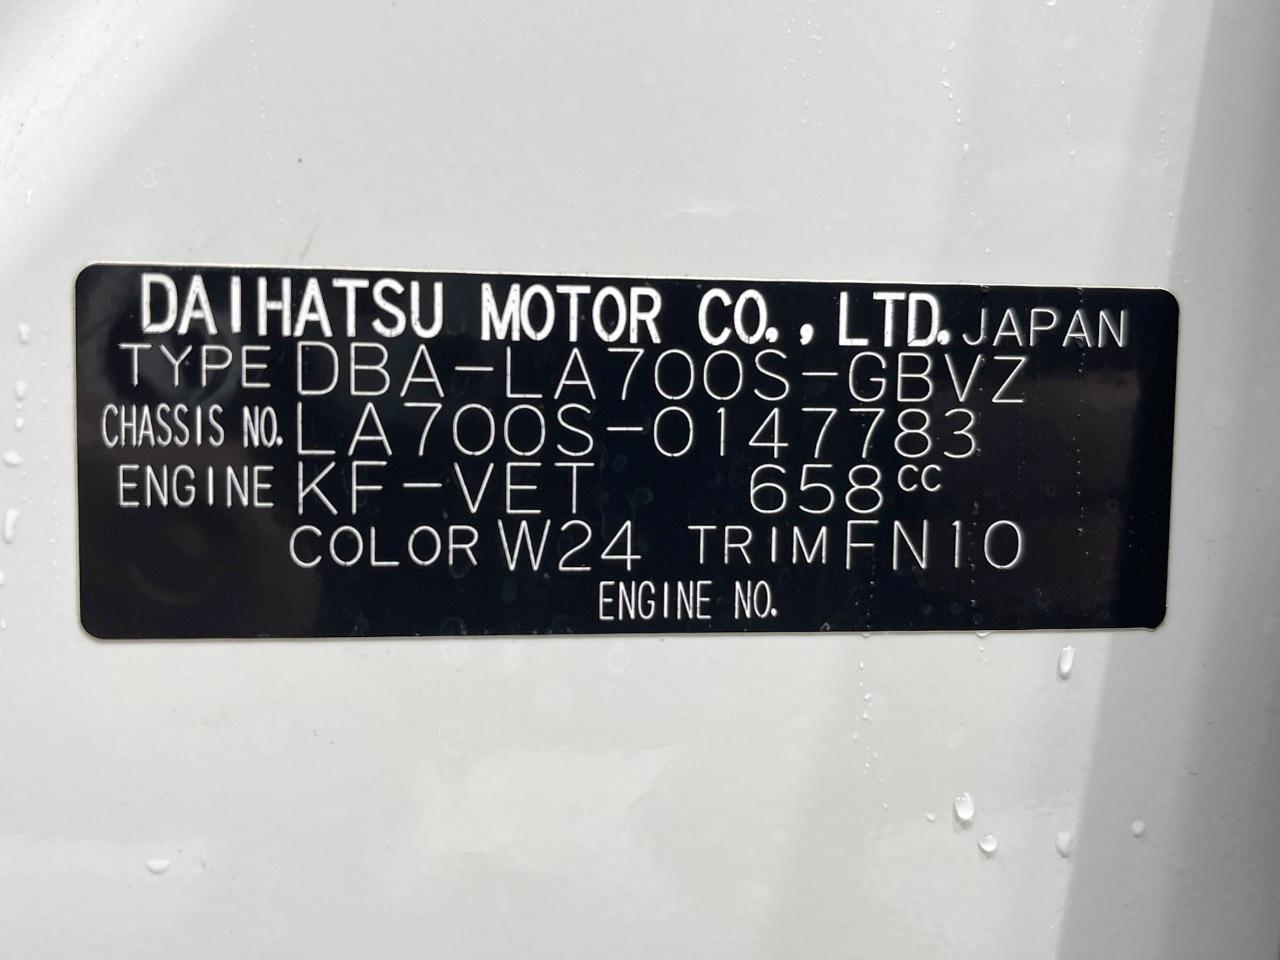 DAIHATSU MOTOR CO., LTD. JAPAN
TYPE DBA-LA700S-GBVZ
CHASSIS NO. LA700S-0147783
ENGINE KF-VET 658cc
COLOR W24 TRIM FN10
ENGINE NO.